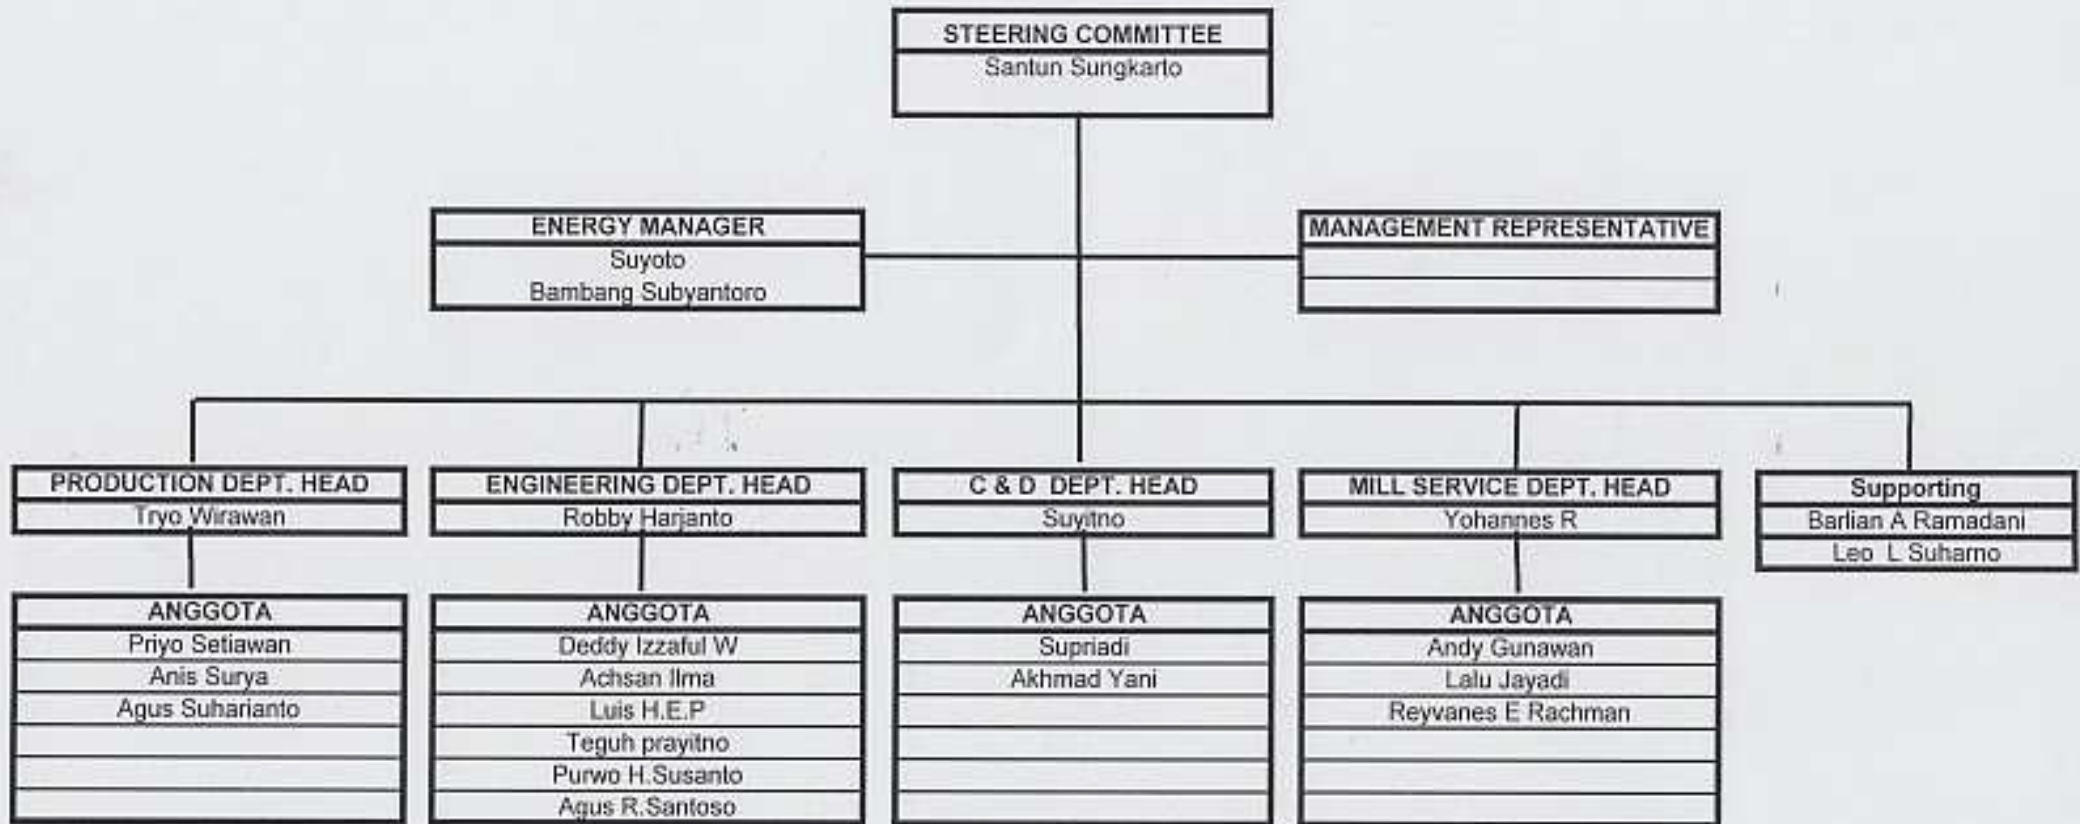 STEERING COMMITTEE
Santun Sungkarto
ENERGY MANAGER
Suyoto
Bambang Subyantoro
MANAGEMENT REPRESENTATIVE
PRODUCTION DEPT. HEAD
Tryo Wirawan
ENGINEERING DEPT. HEAD
Robby Harjanto
C & D DEPT. HEAD
Suyitno
MILL SERVICE DEPT. HEAD
Yohannes R
Supporting
Barlian A Ramadani
Leo L Suharno
ANGGOTA
Priyo Setiawan
Anis Surya
Agus Suharianto
ANGGOTA
Deddy Izzaful W
Achsan Ilma
Luis H.E.P
Teguh prayitno
Purwo H.Susanto
Agus R.Santoso
ANGGOTA
Supriadi
Akhmad Yani
ANGGOTA
Andy Gunawan
Lalu Jayadi
Reyvanes E Rachman